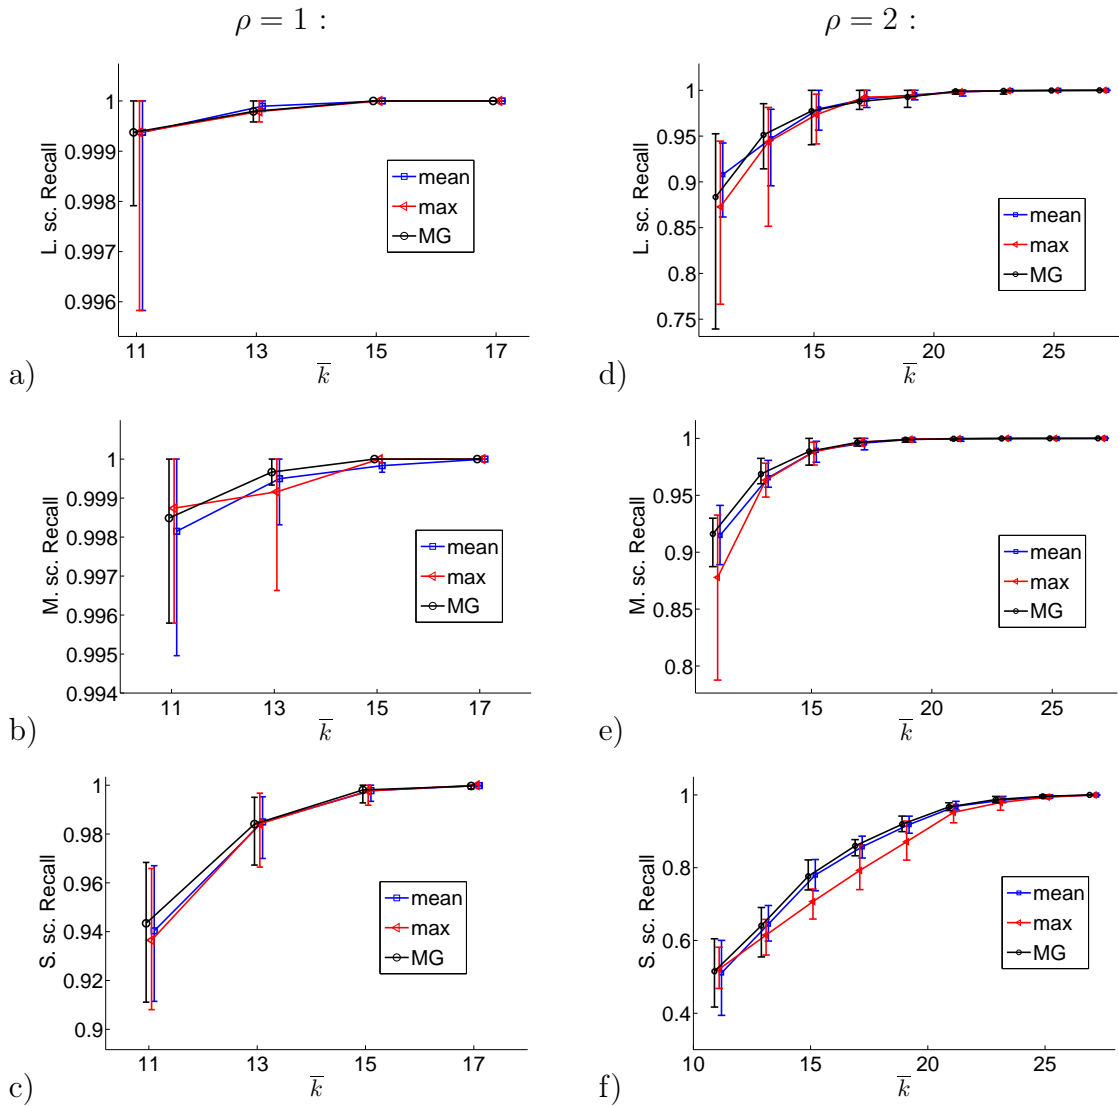 ρ = 1 :
ρ = 2 :
1
0.999
0.998
0.997
0.996
L. sc. Recall
mean
max
MG
11 13 15 17
k̅
a)
1
0.95
0.9
0.85
0.8
0.75
L. sc. Recall
mean
max
MG
15 20 25
k̅
d)
1
0.999
0.998
0.997
0.996
0.995
0.994
M. sc. Recall
mean
max
MG
11 13 15 17
k̅
b)
1
0.95
0.9
0.85
0.8
M. sc. Recall
mean
max
MG
15 20 25
k̅
e)
1
0.98
0.96
0.94
0.92
0.9
S. sc. Recall
mean
max
MG
11 13 15 17
k̅
c)
1
0.8
0.6
0.4
S. sc. Recall
mean
max
MG
10 15 20 25
k̅
f)